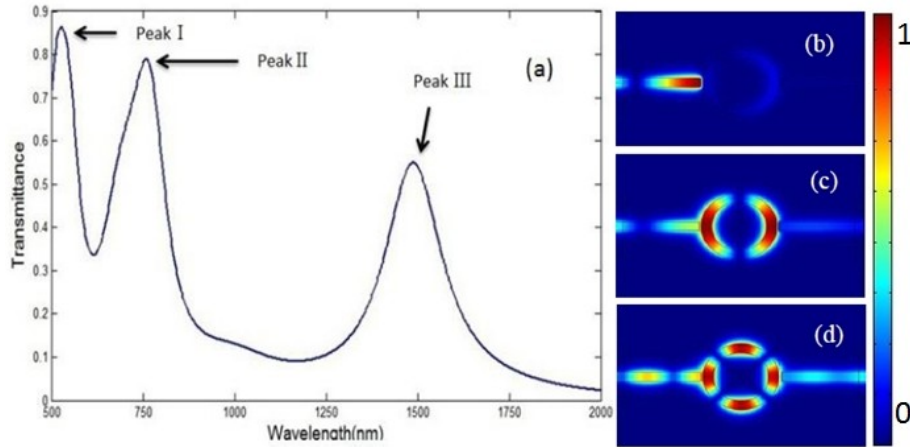 0.9
0.8
0.7
0.6
0.5
0.4
0.3
0.2
0.1
0
Transmittance
Peak I
Peak II
Peak III
(a)
500 750 1000 1250 1500 1750 2000
Wavelength(nm)
(b)
(c)
(d)
1
0